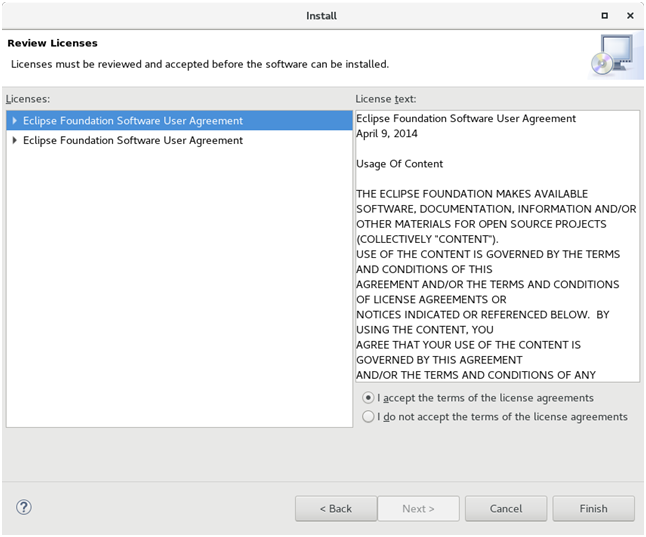 Install
Review Licenses
Licenses must be reviewed and accepted before the software can be installed.
Licenses:
Eclipse Foundation Software User Agreement
Eclipse Foundation Software User Agreement
License text:
Eclipse Foundation Software User Agreement
April 9, 2014
Usage Of Content
THE ECLIPSE FOUNDATION MAKES AVAILABLE
SOFTWARE, DOCUMENTATION, INFORMATION AND/OR
OTHER MATERIALS FOR OPEN SOURCE PROJECTS
(COLLECTIVELY "CONTENT").
USE OF THE CONTENT IS GOVERNED BY THE TERMS
AND CONDITIONS OF THIS
AGREEMENT AND/OR THE TERMS AND CONDITIONS
OF LICENSE AGREEMENTS OR
NOTICES INDICATED OR REFERENCED BELOW.  BY
USING THE CONTENT, YOU
AGREE THAT YOUR USE OF THE CONTENT IS
GOVERNED BY THIS AGREEMENT
AND/OR THE TERMS AND CONDITIONS OF ANY
I accept the terms of the license agreements
I do not accept the terms of the license agreements
?
< Back
Next >
Cancel
Finish